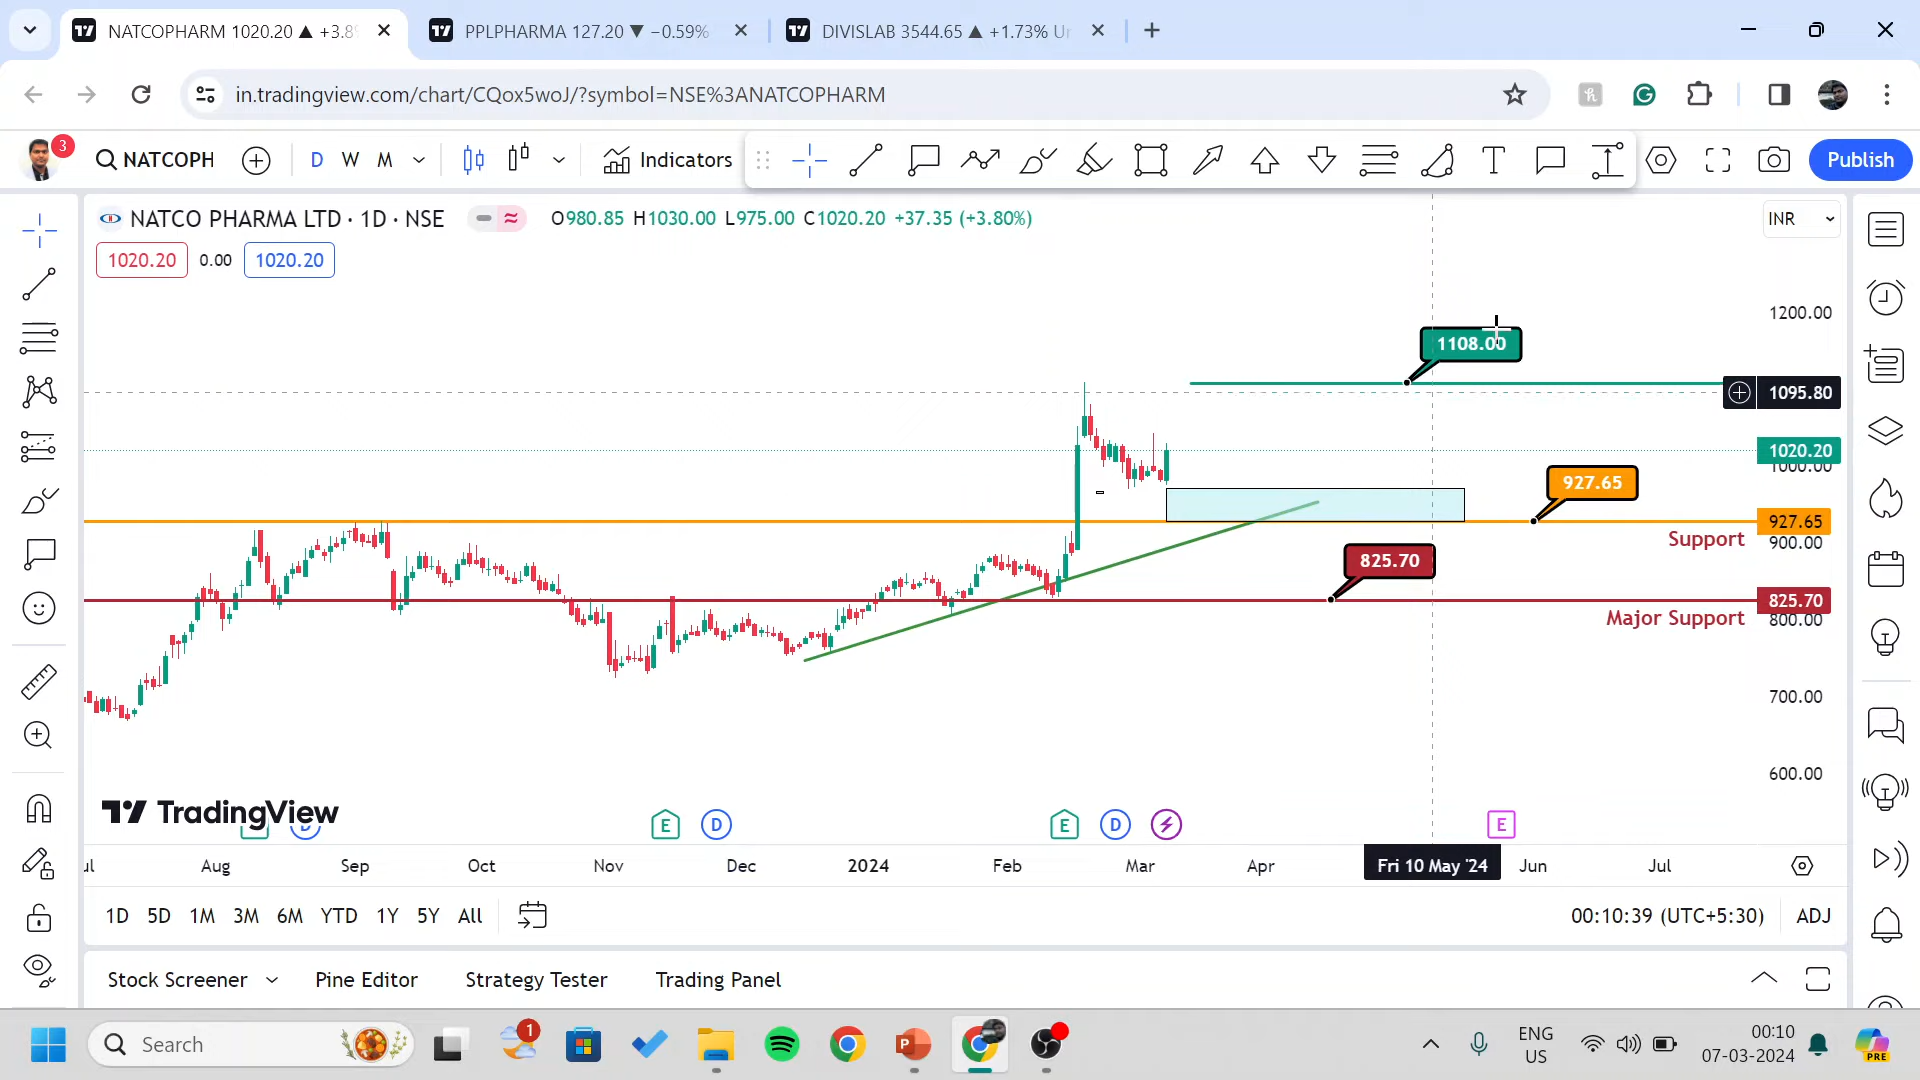 NATCOPHARM 1020.20 ▲ +3.8
PPLPHARMA 127.20 ▼ −0.59%
DIVISLAB 3544.65 ▲ +1.73% Ur
in.tradingview.com/chart/CQox5woJ/?symbol=NSE%3ANATCOPHARM
3
NATCOPH
D W M
Indicators
Publish
NATCO PHARMA LTD · 1D · NSE
O980.85 H1030.00 L975.00 C1020.20 +37.35 (+3.80%)
INR
1020.20 0.00 1020.20
1200.00
1108.00
1095.80
1020.20
1000.00
927.65
927.65
Support
900.00
825.70
825.70
Major Support
800.00
700.00
600.00
TradingView
D E D E D E
Aug Sep Oct Nov Dec 2024 Feb Mar Apr Fri 10 May '24 Jun Jul
1D 5D 1M 3M 6M YTD 1Y 5Y All
00:10:39 (UTC+5:30) ADJ
Stock Screener Pine Editor Strategy Tester Trading Panel
Search
1
ENG
US
00:10
07-03-2024
PRE